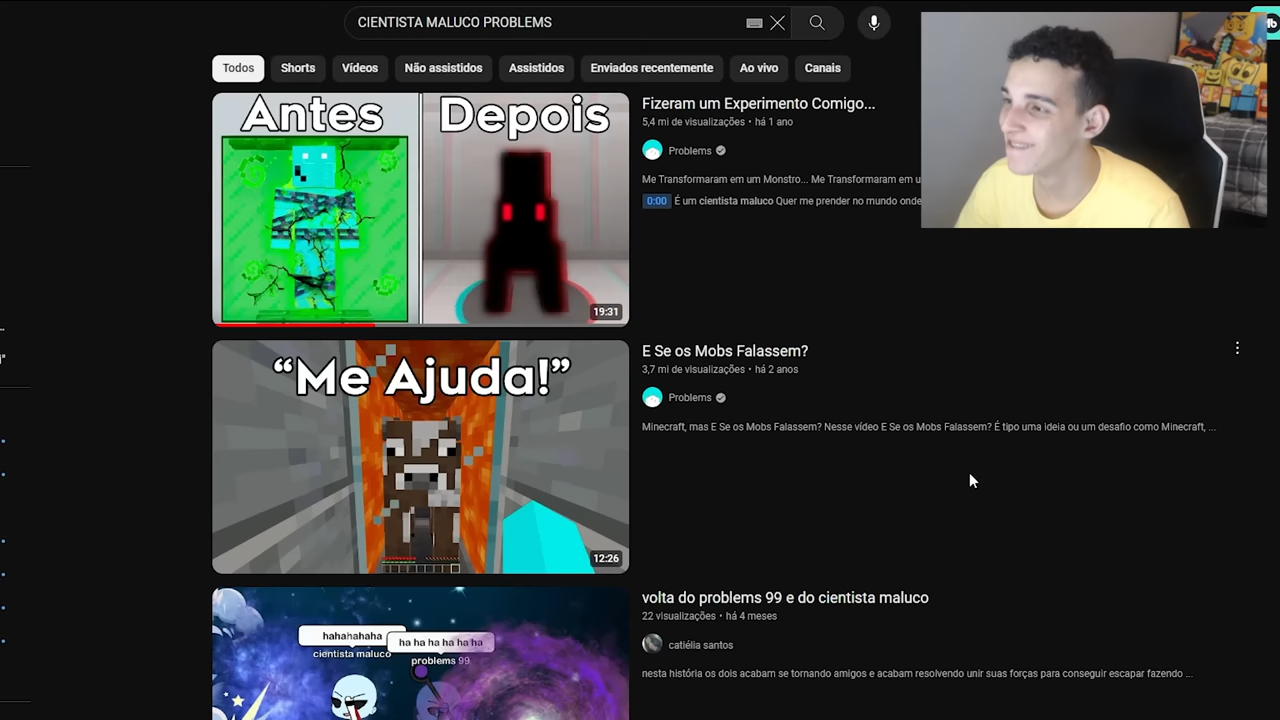 CIENTISTA MALUCO PROBLEMS
Todos
Shorts
Vídeos
Não assistidos
Assistidos
Enviados recentemente
Ao vivo
Canais
Antes
Depois
19:31
Fizeram um Experimento Comigo...
5,4 mi de visualizações • há 1 ano
Problems
Me Transformaram em um Monstro... Me Transformaram em u
0:00 É um cientista maluco Quer me prender no mundo onde
“Me Ajuda!”
12:26
E Se os Mobs Falassem?
3,7 mi de visualizações • há 2 anos
Problems
Minecraft, mas E Se os Mobs Falassem? Nesse vídeo E Se os Mobs Falassem? É tipo uma ideia ou um desafio como Minecraft, ...
hahahahaha
cientista maluco
ha ha ha ha ha ha
problems 99
volta do problems 99 e do cientista maluco
22 visualizações • há 4 meses
catiélia santos
nesta história os dois acabam se tornando amigos e acabam resolvendo unir suas forças para conseguir escapar fazendo ...